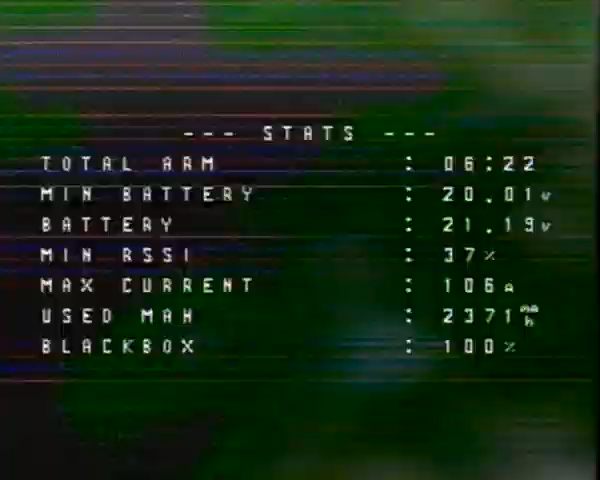 --- STATS ---
TOTAL ARM : 06:22
MIN BATTERY : 20.01V
BATTERY : 21.19V
MIN RSSI : 37%
MAX CURRENT : 106A
USED MAH : 2371mah
BLACKBOX : 100%